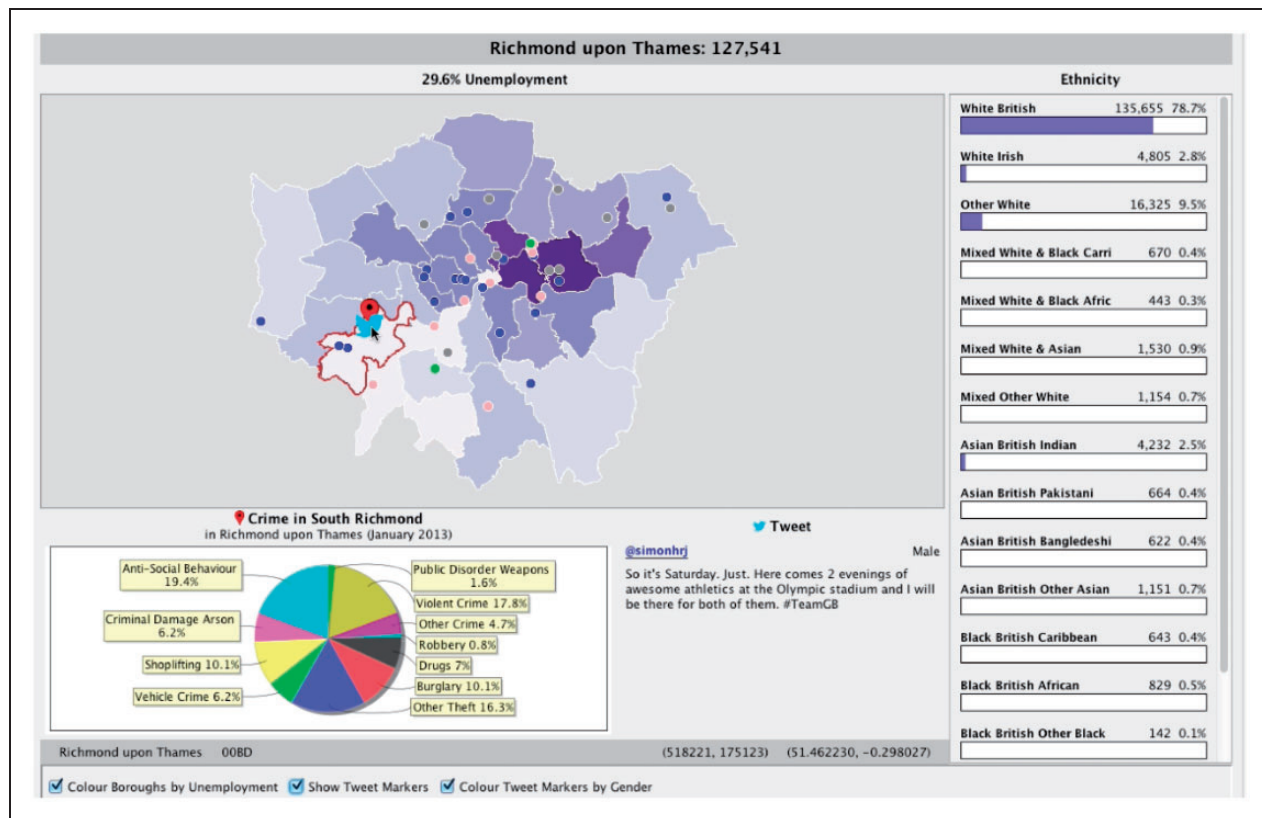 Richmond upon Thames: 127,541
29.6% Unemployment
Ethnicity
White British 135,655 78.7%
White Irish 4,805 2.8%
Other White 16,325 9.5%
Mixed White & Black Carri 670 0.4%
Mixed White & Black Afric 443 0.3%
Mixed White & Asian 1,530 0.9%
Mixed Other White 1,154 0.7%
Asian British Indian 4,232 2.5%
Asian British Pakistani 664 0.4%
Asian British Bangledeshi 622 0.4%
Asian British Other Asian 1,151 0.7%
Black British Caribbean 643 0.4%
Black British African 829 0.5%
Black British Other Black 142 0.1%
Crime in South Richmond
in Richmond upon Thames (January 2013)
Anti-Social Behaviour
19.4%
Criminal Damage Arson
6.2%
Shoplifting 10.1%
Vehicle Crime 6.2%
Public Disorder Weapons
1.6%
Violent Crime 17.8%
Other Crime 4.7%
Robbery 0.8%
Drugs 7%
Burglary 10.1%
Other Theft 16.3%
Tweet
@simonhrj Male
So it's Saturday. Just. Here comes 2 evenings of
awesome athletics at the Olympic stadium and I will
be there for both of them. #TeamGB
Richmond upon Thames 00BD (518221, 175123) (51.462230, -0.298027)
Colour Boroughs by Unemployment Show Tweet Markers Colour Tweet Markers by Gender